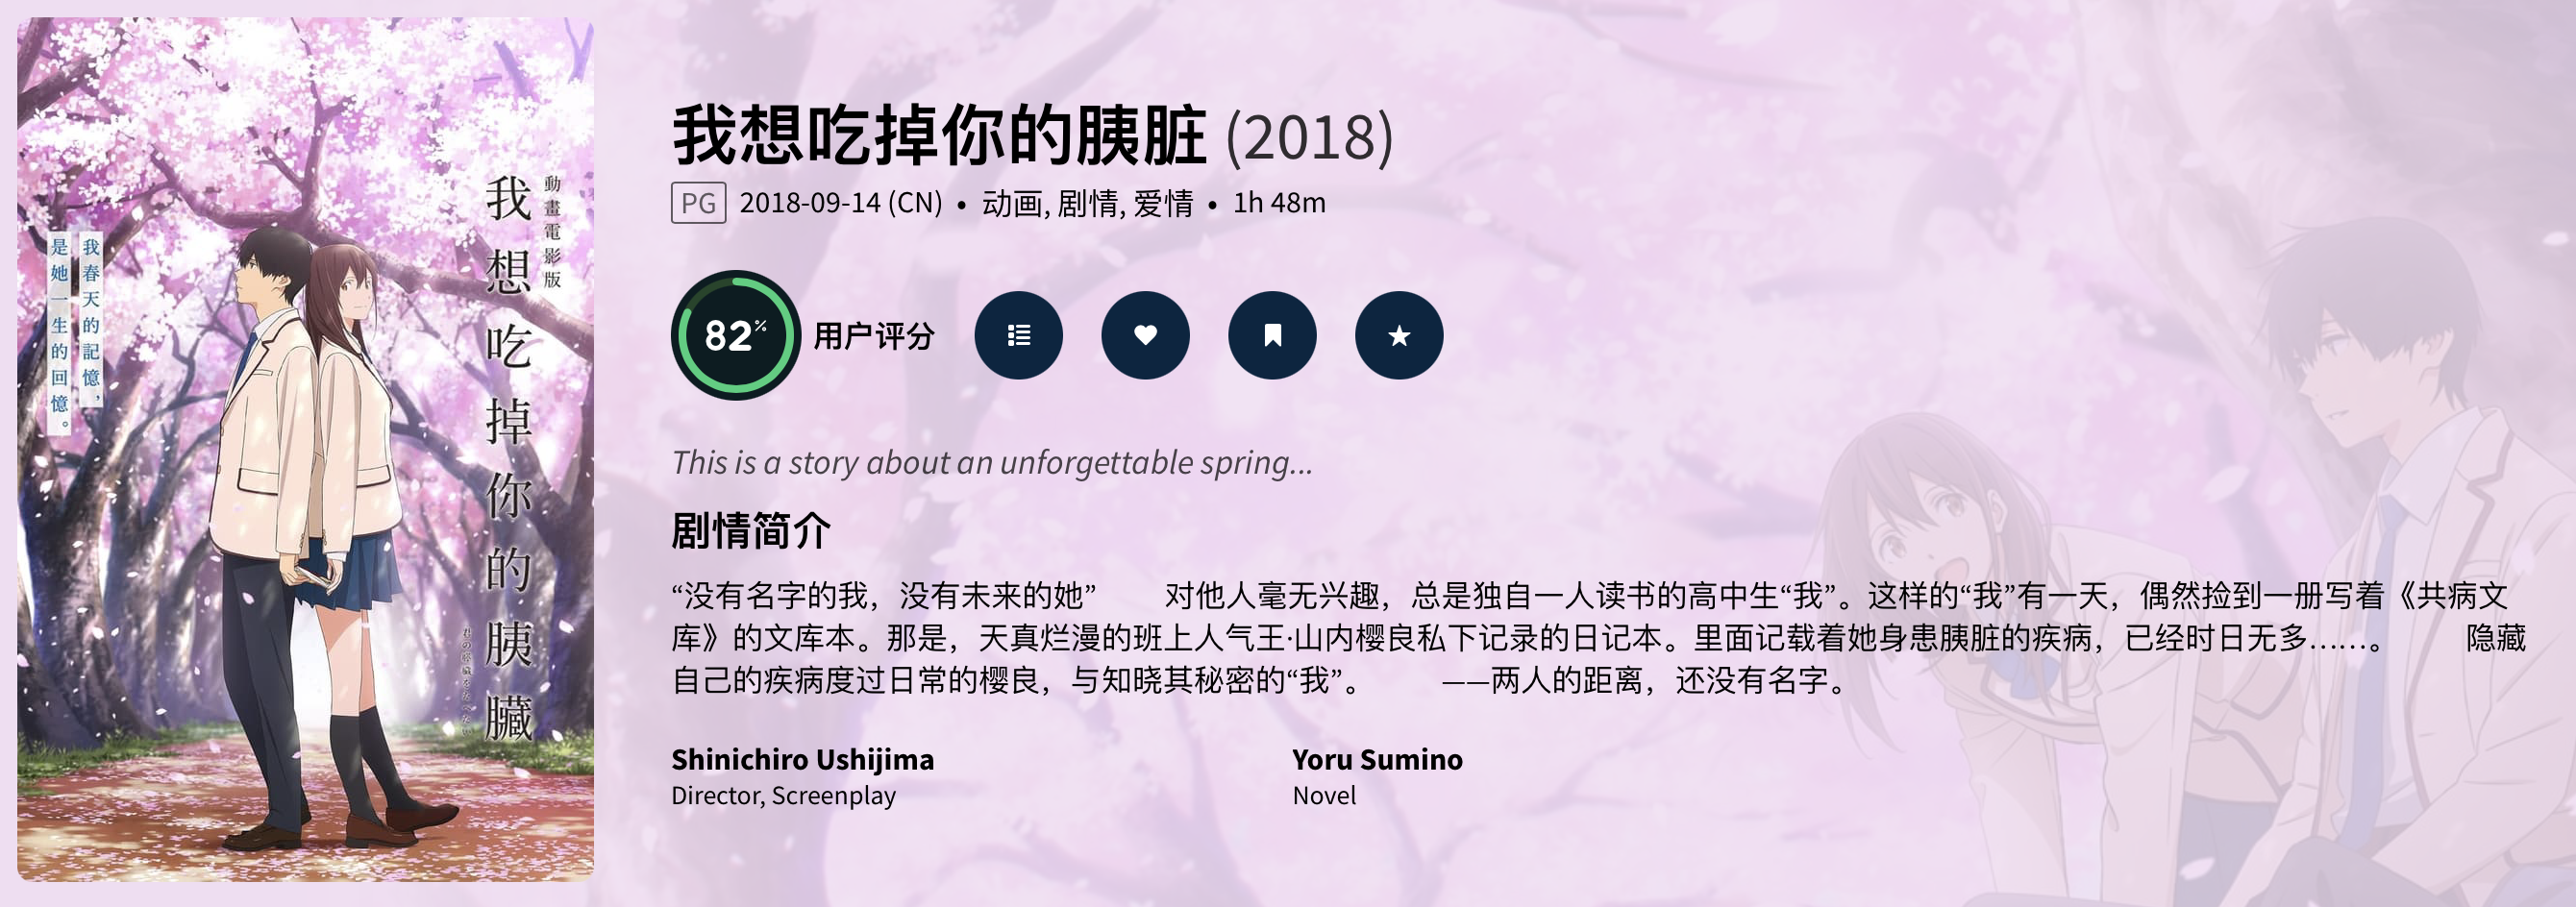 動畫電影版
我想吃掉你的胰臟
我春天的記憶，
是她一生的回憶。
我想吃掉你的胰脏 (2018)
PG 2018-09-14 (CN) • 动画, 剧情, 爱情 • 1h 48m
82% 用户评分
This is a story about an unforgettable spring...
剧情简介
“没有名字的我，没有未来的她”　　对他人毫无兴趣，总是独自一人读书的高中生“我”。这样的“我”有一天，偶然捡到一册写着《共病文
库》的文库本。那是，天真烂漫的班上人气王·山内樱良私下记录的日记本。里面记载着她身患胰脏的疾病，已经时日无多……。　　隐藏
自己的疾病度过日常的樱良，与知晓其秘密的“我”。　　——两人的距离，还没有名字。
Shinichiro Ushijima
Director, Screenplay
Yoru Sumino
Novel